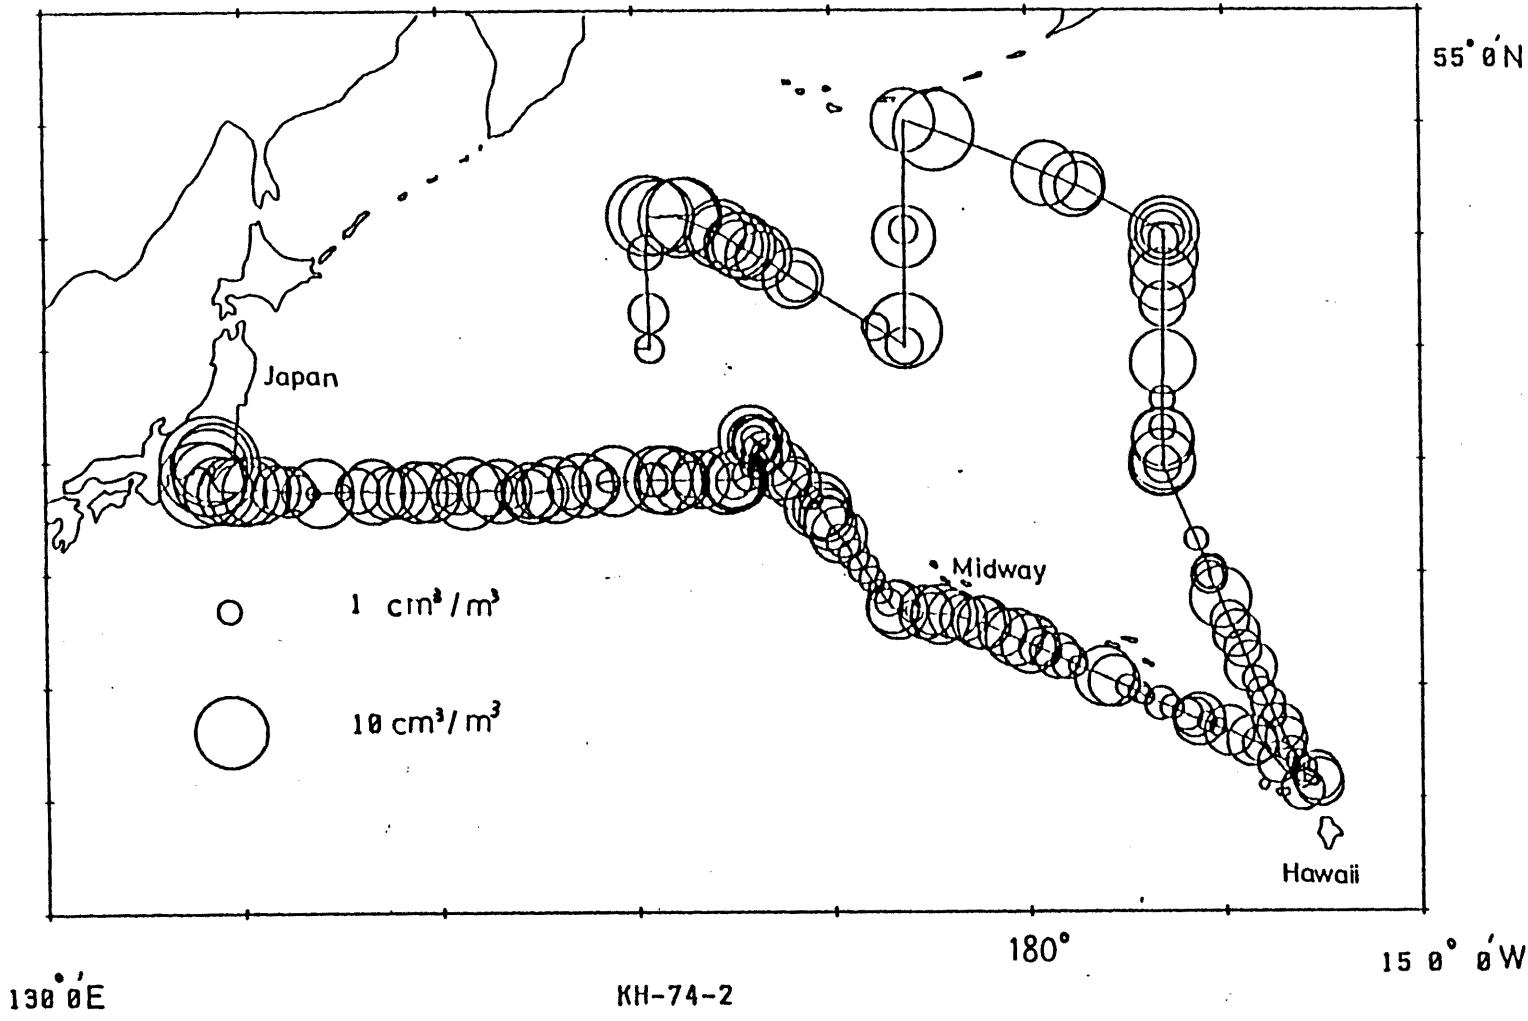 55°0′N
Japan
Midway
1 cm³/m³
10 cm³/m³
Hawaii
180°
150°0′W
130°0′E
KH-74-2